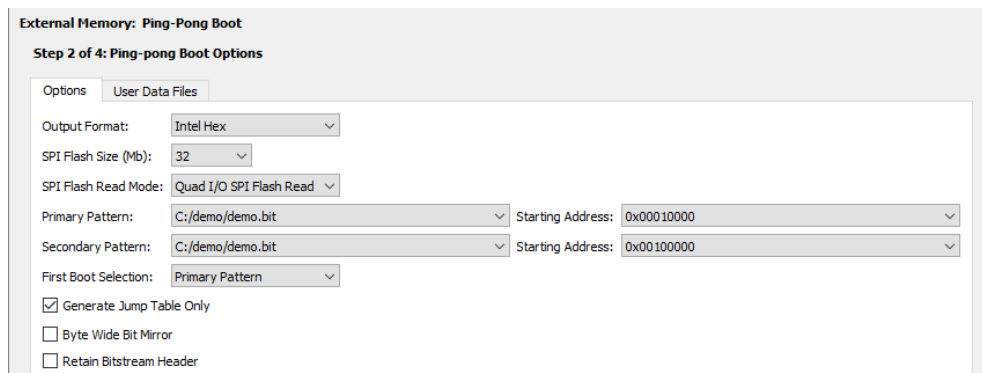 External Memory: Ping-Pong Boot
Step 2 of 4: Ping-pong Boot Options
Options User Data Files
Output Format: Intel Hex
SPI Flash Size (Mb): 32
SPI Flash Read Mode: Quad I/O SPI Flash Read
Primary Pattern: C:/demo/demo.bit Starting Address: 0x00010000
Secondary Pattern: C:/demo/demo.bit Starting Address: 0x00100000
First Boot Selection: Primary Pattern
Generate Jump Table Only
Byte Wide Bit Mirror
Retain Bitstream Header